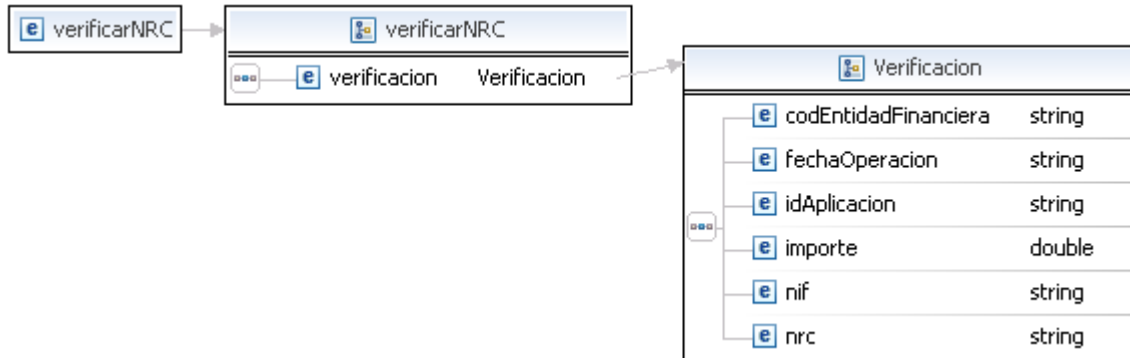 e verificarNRC
verificarNRC
e verificacion Verificacion
Verificacion
e codEntidadFinanciera string
e fechaOperacion string
e idAplicacion string
e importe double
e nif string
e nrc string